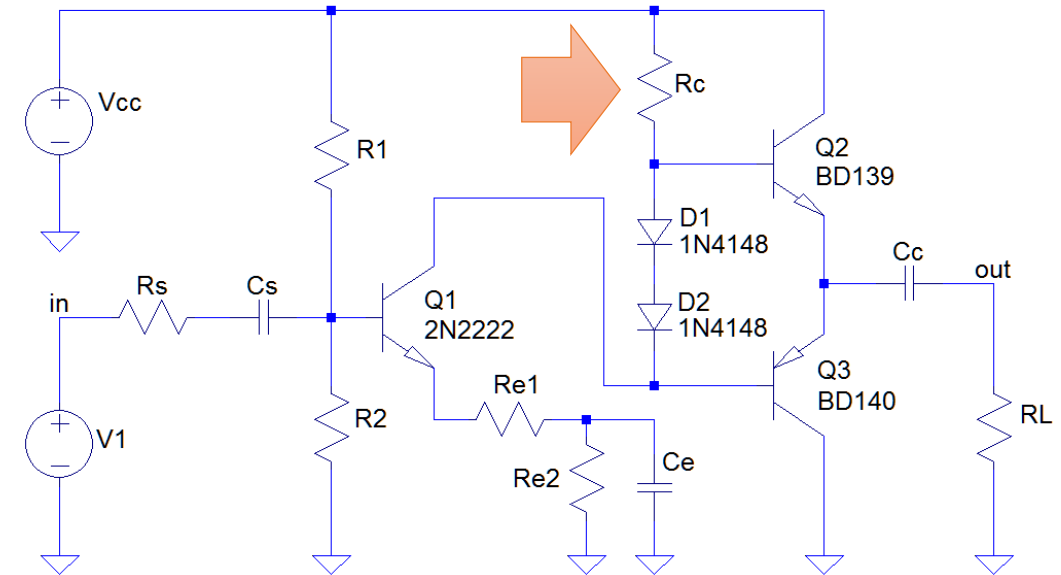 Vcc
R1
Rc
Q2
BD139
D1
1N4148
Cc
out
in
Rs
Cs
Q1
2N2222
D2
1N4148
Q3
BD140
Re1
V1
R2
Re2
Ce
RL